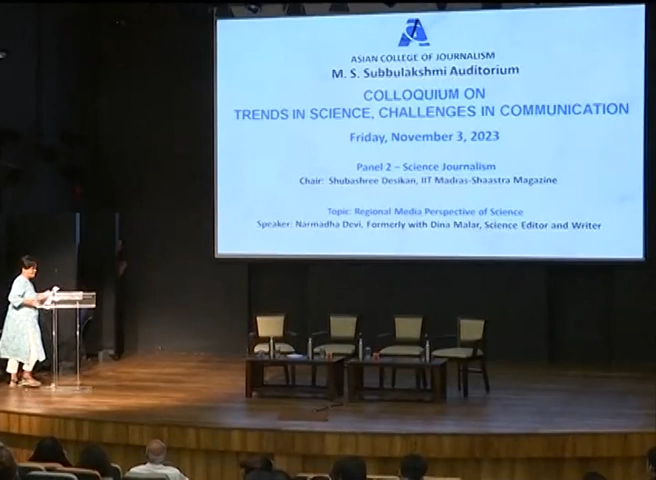 ASIAN COLLEGE OF JOURNALISM
M. S. SUBBULAKSHMI AUDITORIUM
COLLOQUIUM ON
TRENDS IN SCIENCE, CHALLENGES IN COMMUNICATION
FRIDAY, NOVEMBER 3, 2023
PANEL 2 – SCIENCE JOURNALISM
CHAIR: SHUBASHREE DESIKAN, IIT MADRAS-SHAASTRA MAGAZINE
TOPIC: REGIONAL MEDIA PERSPECTIVE OF SCIENCE
SPEAKER: NARMADHA DEVI, FORMERLY WITH DINA MALAR, SCIENCE EDITOR AND WRITER